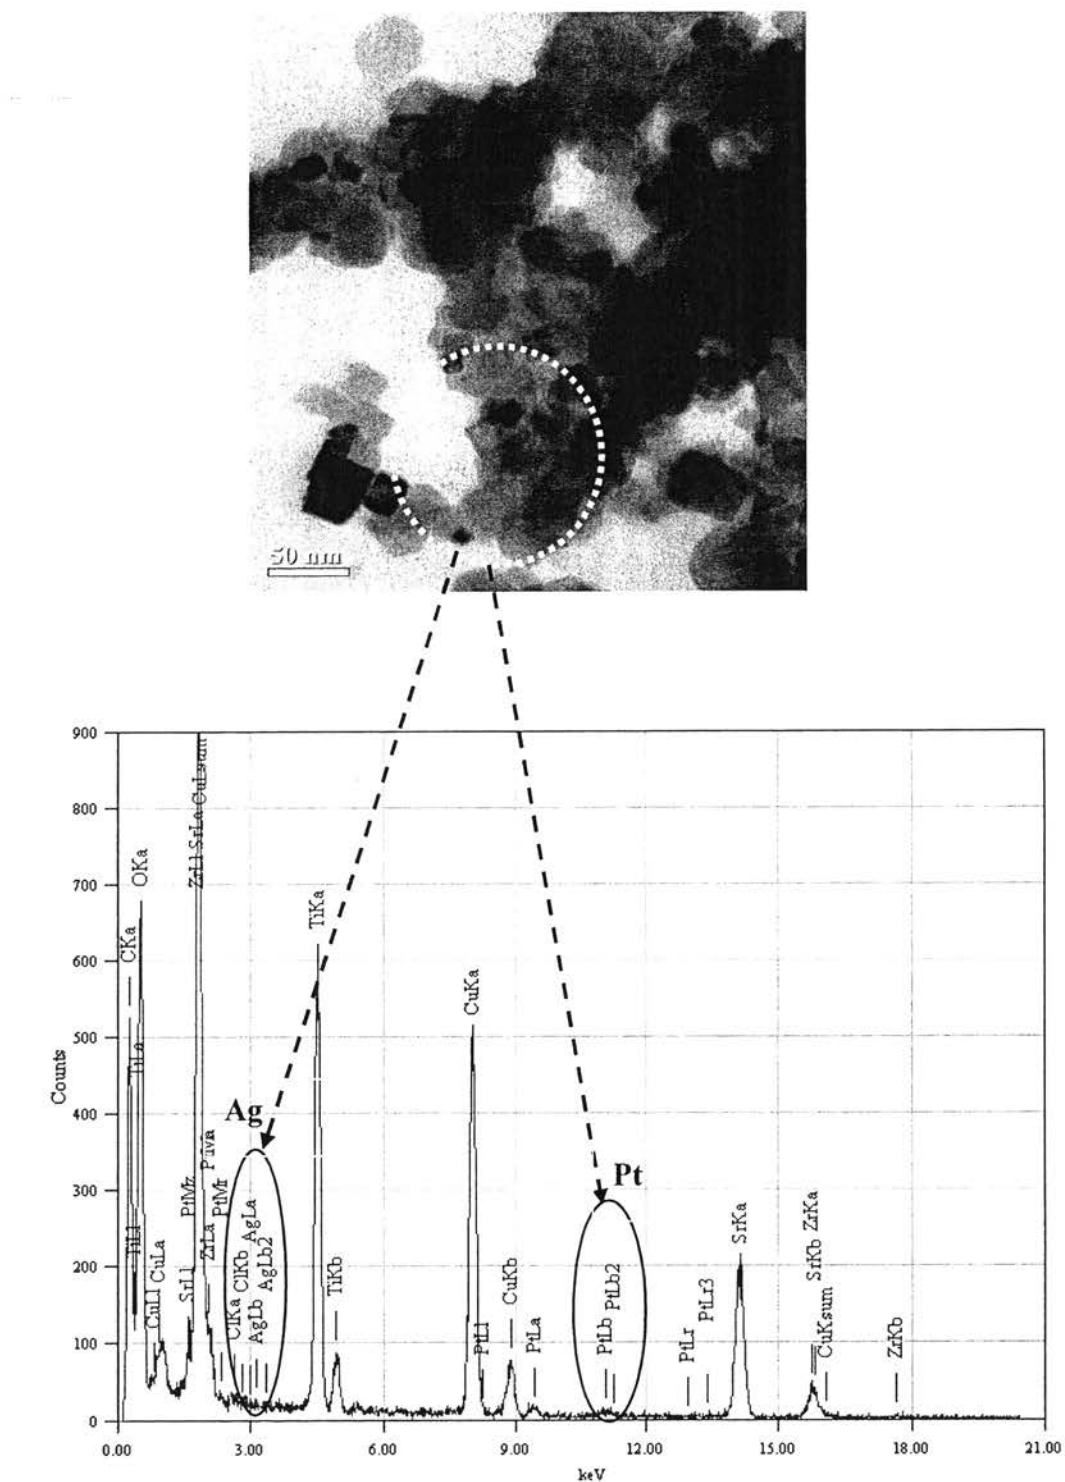 50 nm
900
800
700
600
500
400
300
200
100
0
Counts
CKa
OKa
TiLa
TiLl
CuLl
CuLa
SrLl
PtMz
ZrLl SrLa CuLsum
ZrLa
PtMr
Ag
ClKa
ClKb
AgLa
AgLb
AgLb2
TiKa
TiKb
CuKa
PtLl
CuKb
PtLa
Pt
PtLb
PtLb2
PtLr
PtLr3
SrKa
SrKb ZrKa
CuKsum
ZrKb
0.00 3.00 6.00 9.00 12.00 15.00 18.00 21.00
keV